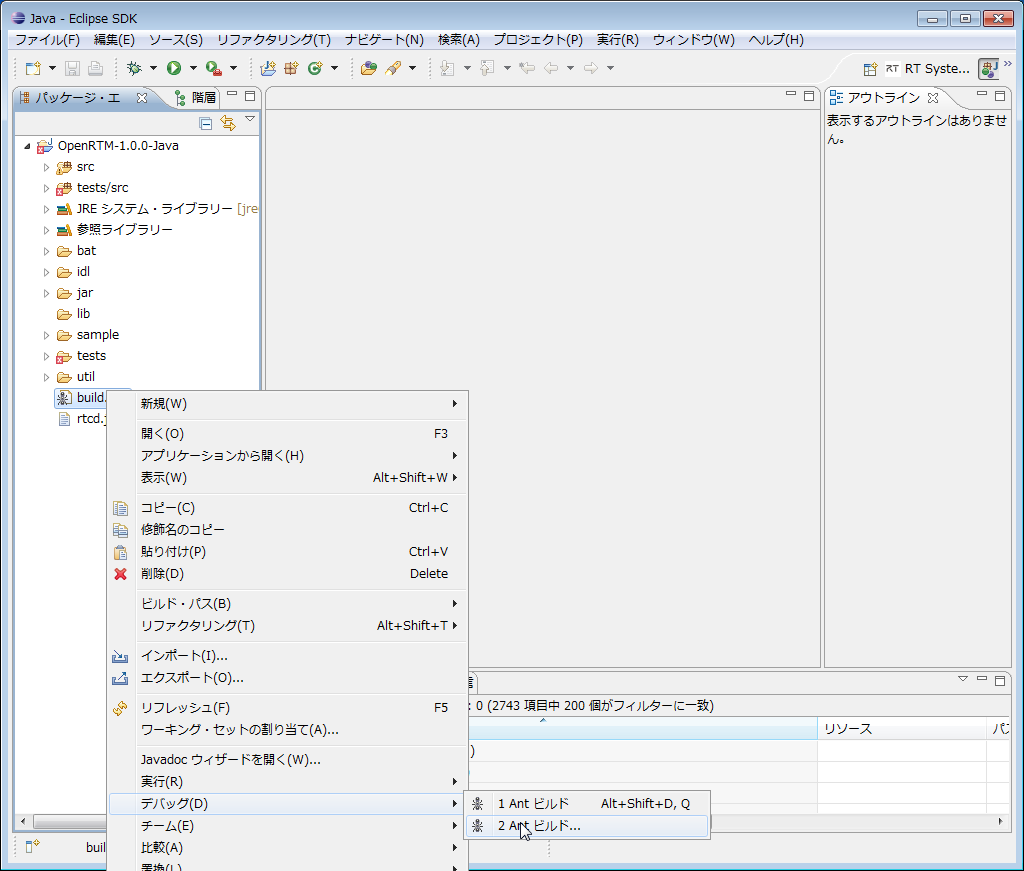 Java - Eclipse SDK
ファイル(F) 編集(E) ソース(S) リファクタリング(T) ナビゲート(N) 検索(A) プロジェクト(P) 実行(R) ウィンドウ(W) ヘルプ(H)
RT RT Syste...
パッケージ・エ 階層
アウトライン
表示するアウトラインはありませ
ん。
OpenRTM-1.0.0-Java
src
tests/src
JRE システム・ライブラリー [jre
参照ライブラリー
bat
idl
jar
lib
sample
tests
util
build.
rtcd.
新規(W)
開く(O) F3
アプリケーションから開く(H)
表示(W) Alt+Shift+W
コピー(C) Ctrl+C
修飾名のコピー
貼り付け(P) Ctrl+V
削除(D) Delete
ビルド・パス(B)
リファクタリング(T) Alt+Shift+T
インポート(I)...
エクスポート(O)...
リフレッシュ(F) F5
ワーキング・セットの割り当て(A)...
Javadoc ウィザードを開く(W)...
実行(R)
デバッグ(D)
チーム(E)
比較(A)
置換(L)
1 Ant ビルド Alt+Shift+D, Q
2 Ant ビルド...
: 0 (2743 項目中 200 個がフィルターに一致)
リソース パス
)
buil